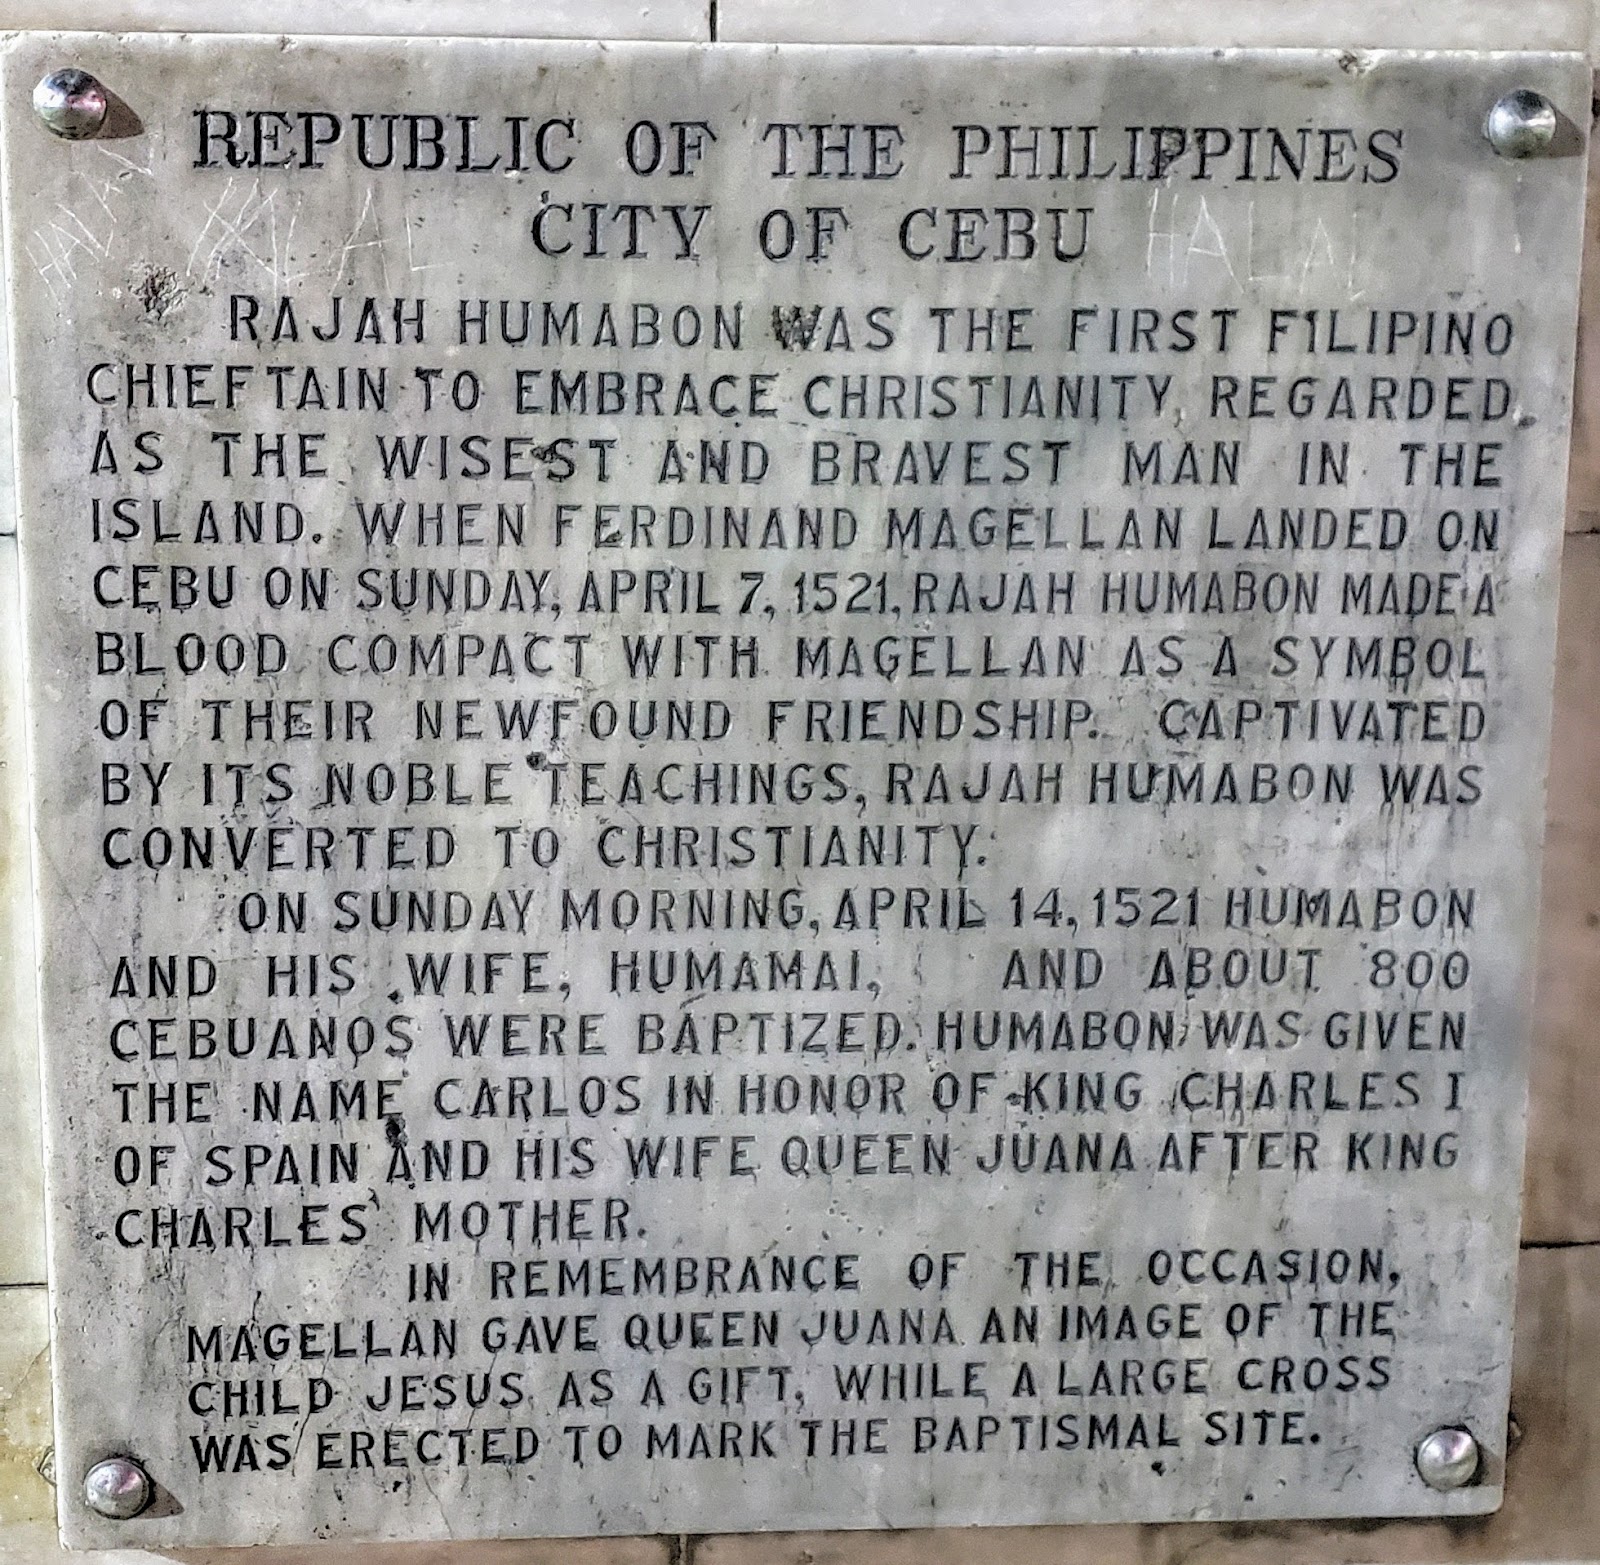 REPUBLIC OF THE PHILIPPINES
CITY OF CEBU
HALAL
RAJAH HUMABON WAS THE FIRST FILIPINO
CHIEFTAIN TO EMBRACE CHRISTIANITY, REGARDED
AS THE WISEST AND BRAVEST MAN IN THE
ISLAND. WHEN FERDINAND MAGELLAN LANDED ON
CEBU ON SUNDAY, APRIL 7, 1521, RAJAH HUMABON MADE A
BLOOD COMPACT WITH MAGELLAN AS A SYMBOL
OF THEIR NEWFOUND FRIENDSHIP. CAPTIVATED
BY ITS NOBLE TEACHINGS, RAJAH HUMABON WAS
CONVERTED TO CHRISTIANITY.
ON SUNDAY MORNING, APRIL 14, 1521 HUMABON
AND HIS WIFE, HUMAMAI, AND ABOUT 800
CEBUANOS WERE BAPTIZED. HUMABON WAS GIVEN
THE NAME CARLOS IN HONOR OF KING CHARLES I
OF SPAIN AND HIS WIFE QUEEN JUANA AFTER KING
CHARLES' MOTHER.
IN REMEMBRANCE OF THE OCCASION,
MAGELLAN GAVE QUEEN JUANA AN IMAGE OF THE
CHILD JESUS AS A GIFT, WHILE A LARGE CROSS
WAS ERECTED TO MARK THE BAPTISMAL SITE.